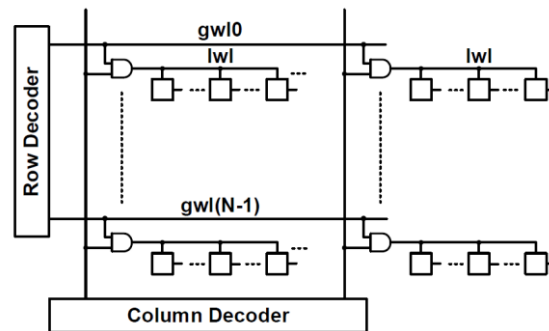 gwl0
lwl
lwl
Row Decoder
gwl(N-1)
Column Decoder